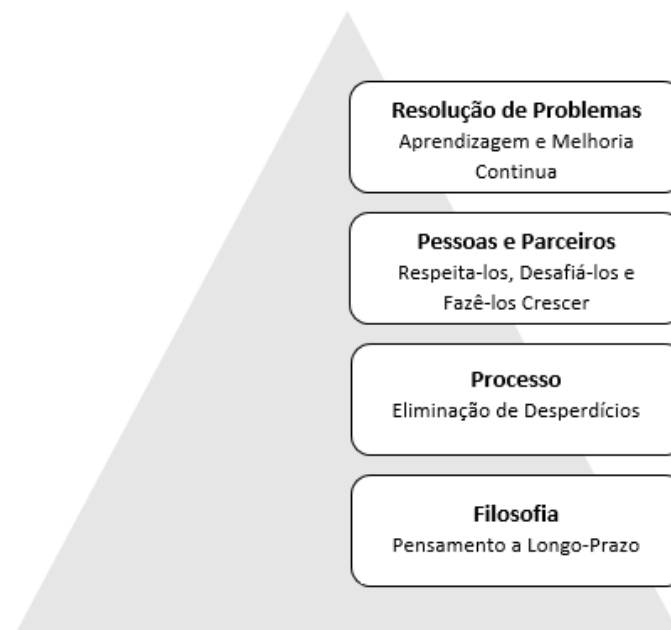 Resolução de Problemas
Aprendizagem e Melhoria
Continua
Pessoas e Parceiros
Respeita-los, Desafiá-los e
Fazê-los Crescer
Processo
Eliminação de Desperdícios
Filosofia
Pensamento a Longo-Prazo